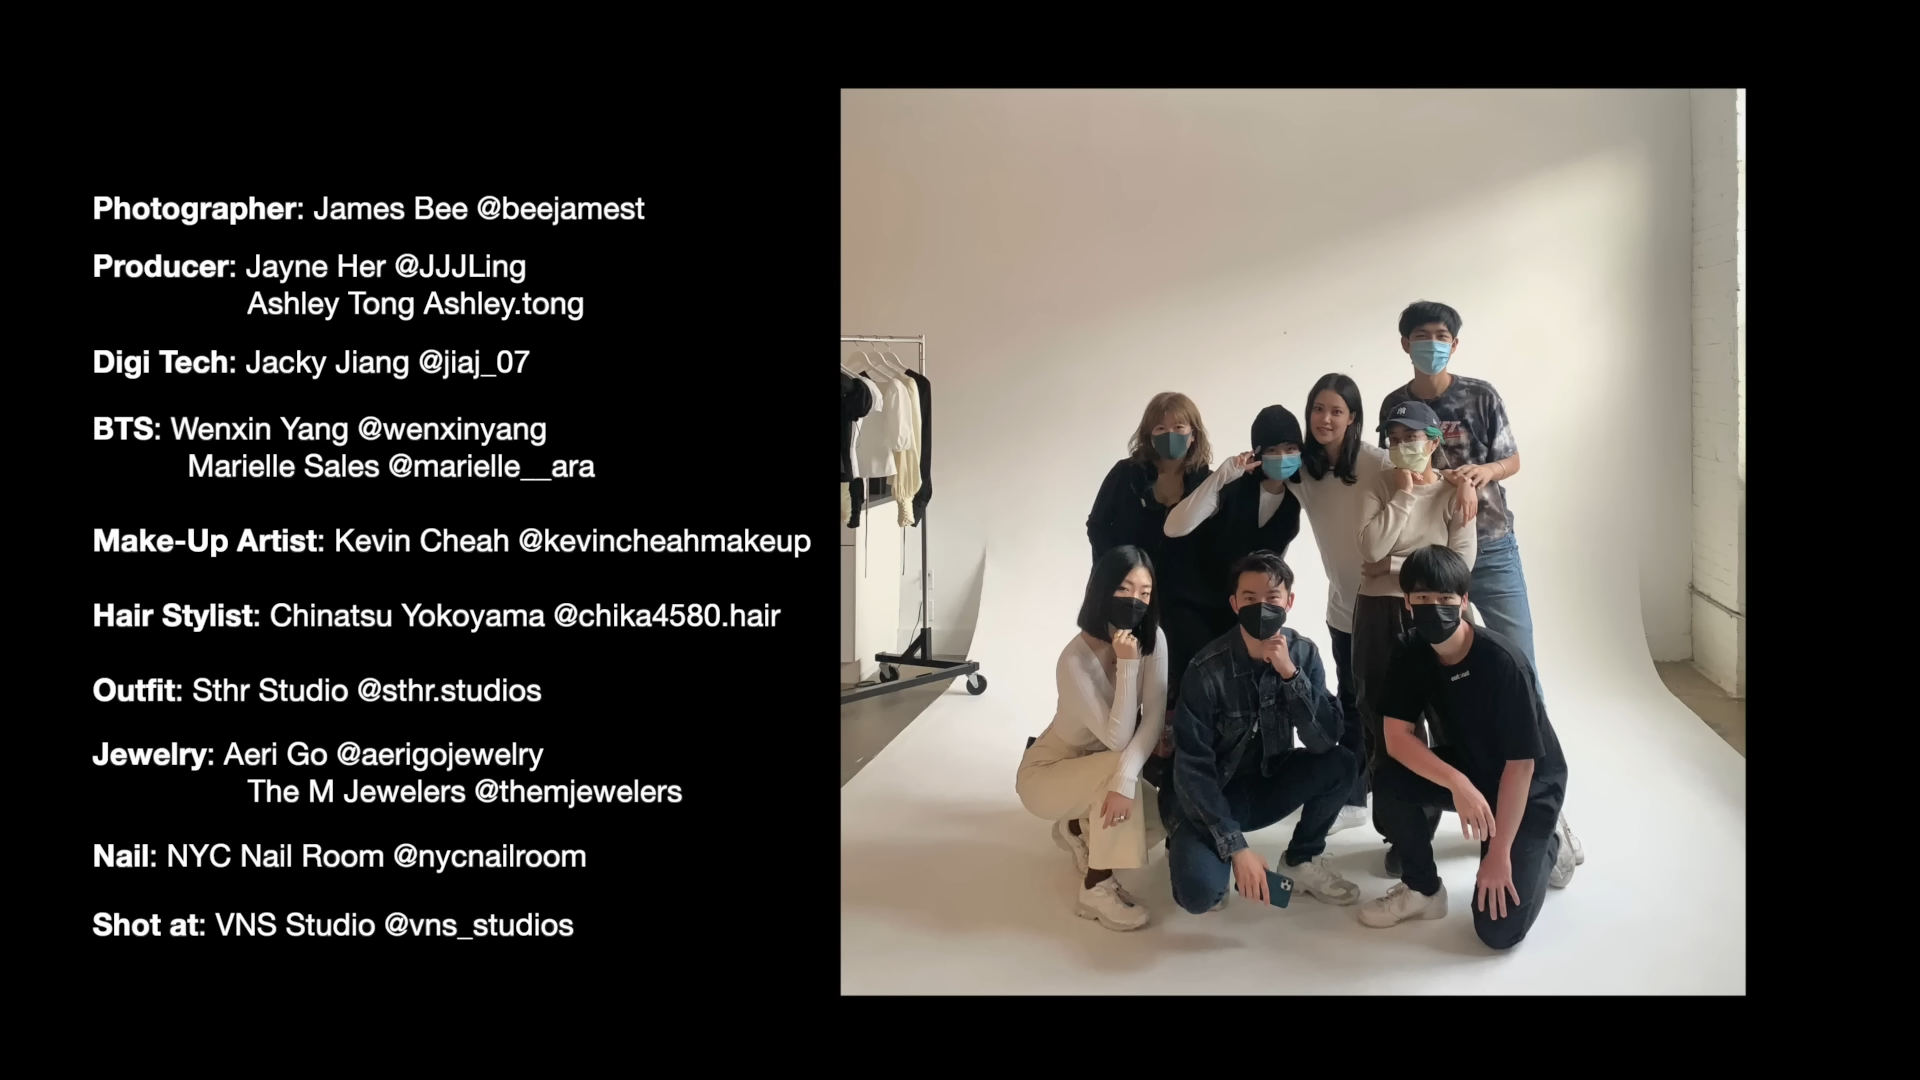 Photographer: James Bee @beejamest
Producer: Jayne Her @JJJLing
Ashley Tong Ashley.tong
Digi Tech: Jacky Jiang @jiaj_07
BTS: Wenxin Yang @wenxinyang
Marielle Sales @marielle__ara
Make-Up Artist: Kevin Cheah @kevincheahmakeup
Hair Stylist: Chinatsu Yokoyama @chika4580.hair
Outfit: Sthr Studio @sthr.studios
Jewelry: Aeri Go @aerigojewelry
The M Jewelers @themjewelers
Nail: NYC Nail Room @nycnailroom
Shot at: VNS Studio @vns_studios